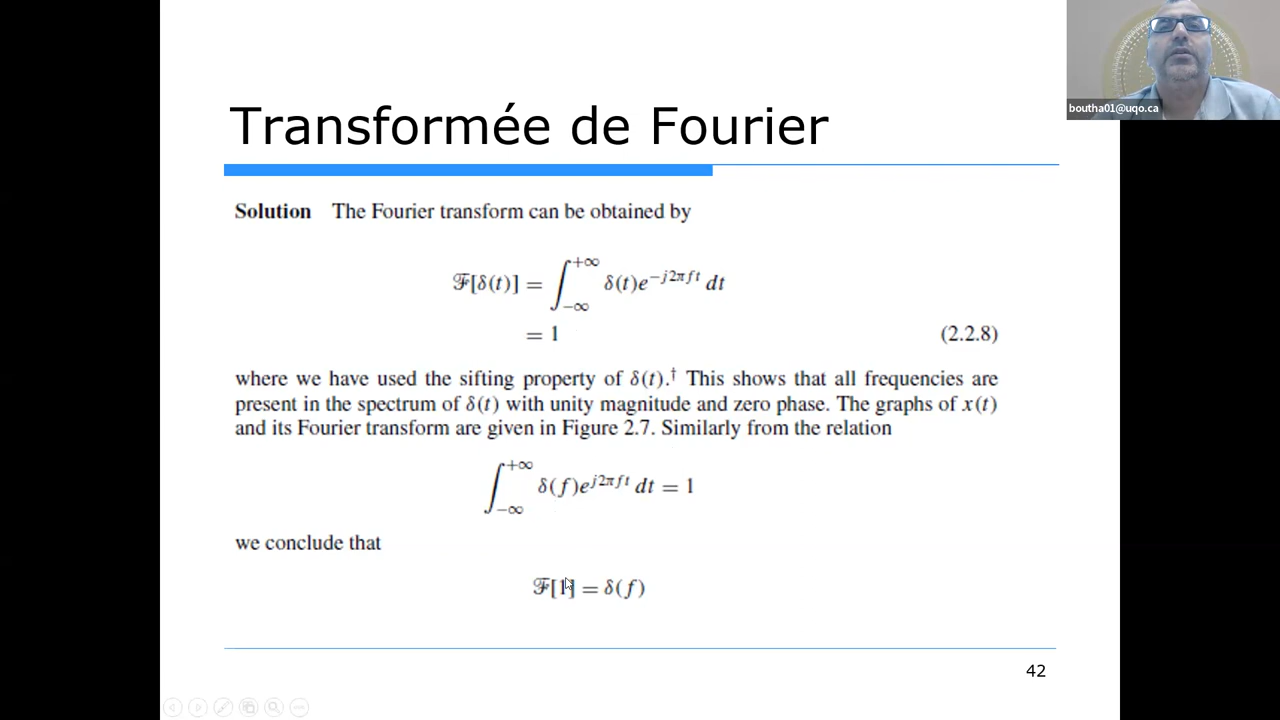 boutha01@uqo.ca
Transformée de Fourier
Solution The Fourier transform can be obtained by
ℱ[δ(t)] = ∫_{−∞}^{+∞} δ(t)e^{−j2πft} dt
= 1 (2.2.8)
where we have used the sifting property of δ(t).† This shows that all frequencies are
present in the spectrum of δ(t) with unity magnitude and zero phase. The graphs of x(t)
and its Fourier transform are given in Figure 2.7. Similarly from the relation
∫_{−∞}^{+∞} δ(f)e^{j2πft} dt = 1
we conclude that
ℱ[1] = δ(f)
42